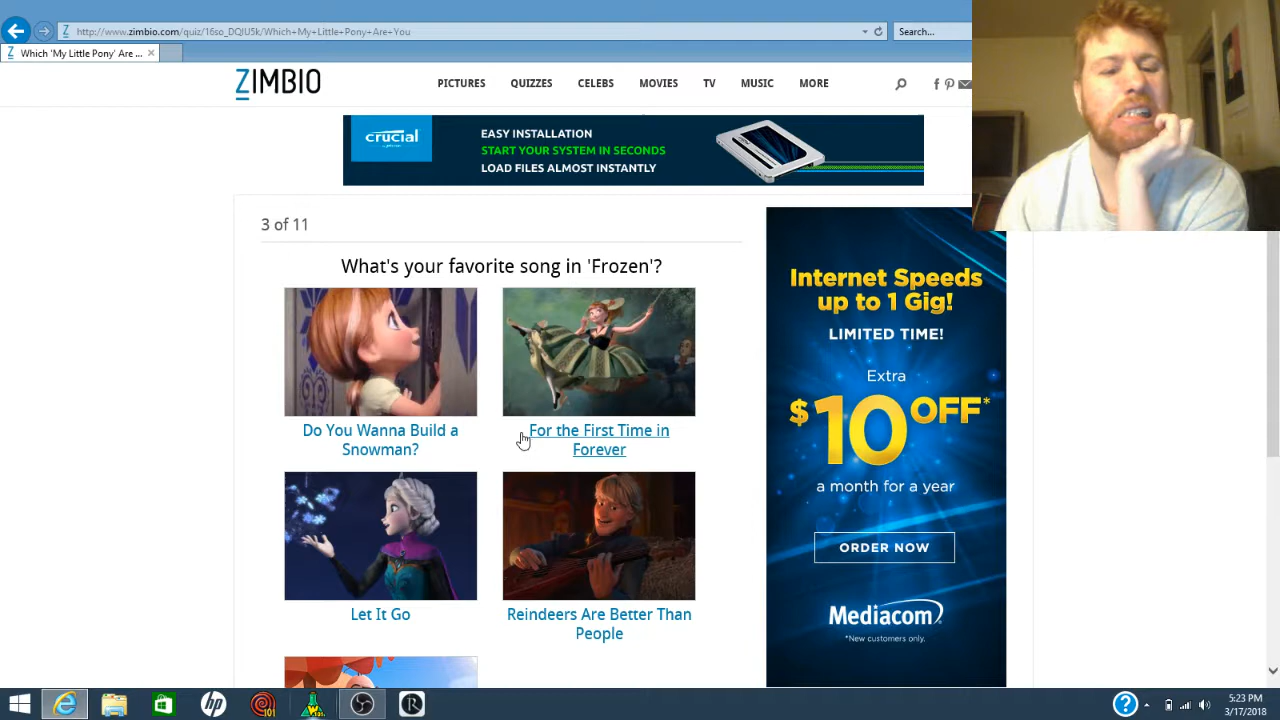 http://www.zimbio.com/quiz/16so_DQIU5k/Which+My+Little+Pony+Are+You
Search...
Z Which 'My Little Pony' Are ...
ZIMBIO
PICTURES QUIZZES CELEBS MOVIES TV MUSIC MORE
crucial
EASY INSTALLATION
START YOUR SYSTEM IN SECONDS
LOAD FILES ALMOST INSTANTLY
3 of 11
What's your favorite song in 'Frozen'?
Do You Wanna Build a
Snowman?
For the First Time in
Forever
Let It Go
Reindeers Are Better Than
People
Internet Speeds
up to 1 Gig!
LIMITED TIME!
Extra
$10 OFF*
a month for a year
ORDER NOW
Mediacom
*New customers only.
hp
101
R
?
5:23 PM
3/17/2018